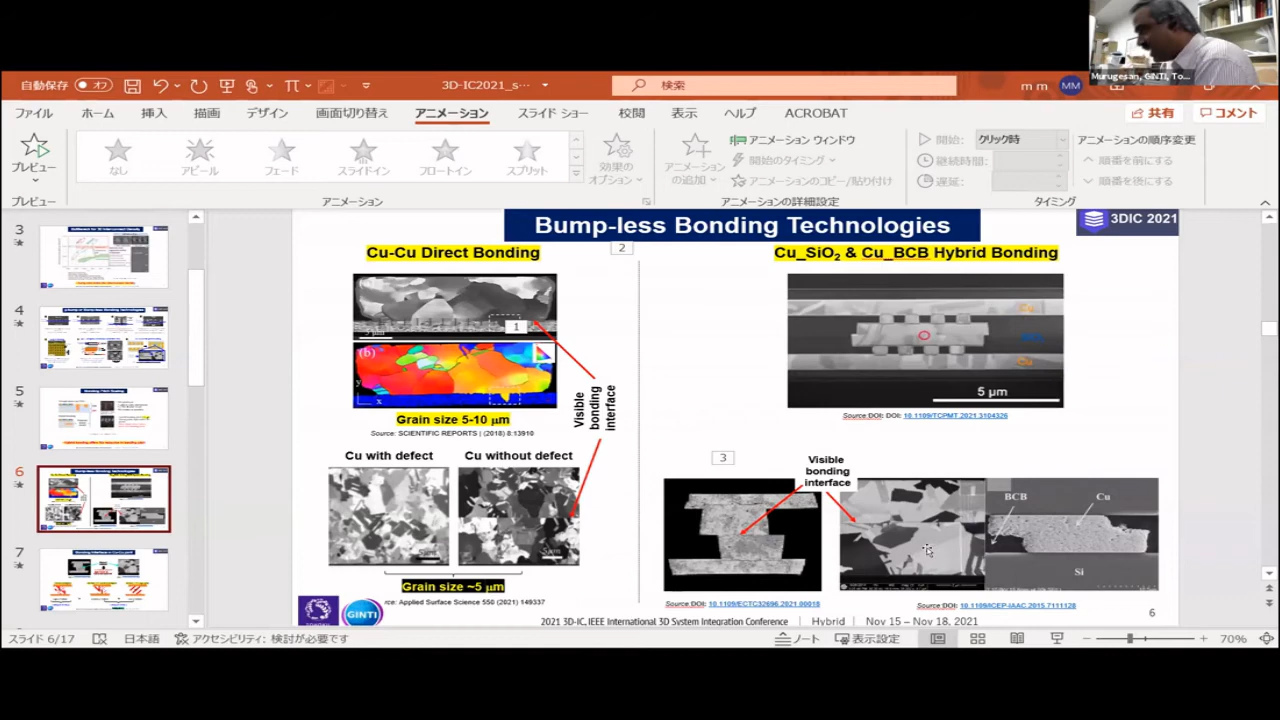 Murugesan, GINTI, To...
自動保存 オフ
3D-IC2021_s…
検索
m m MM
ファイル ホーム 挿入 描画 デザイン 画面切り替え アニメーション スライド ショー 校閲 表示 ヘルプ ACROBAT
共有 コメント
プレビュー
なし アピール フェード スライドイン フロートイン スプリット
効果の
オプション
アニメーション
の追加
アニメーション ウィンドウ
開始のタイミング
アニメーションのコピー/貼り付け
開始: クリック時
継続時間:
遅延:
アニメーションの順序変更
順番を前にする
順番を後にする
プレビュー アニメーション アニメーションの詳細設定 タイミング
3
4
5
6
7
Bump-less Bonding Technologies
3DIC 2021
Cu-Cu Direct Bonding
2
Cu_SiO₂ & Cu_BCB Hybrid Bonding
1
5 μm
(b)
y
x
Cu
Cu
5 μm
Visible
bonding
interface
Grain size 5-10 μm
Source: SCIENTIFIC REPORTS | (2018) 8:13910
Source:DOI: DOI: 10.1109/TCPMT.2021.3104326
Cu with defect Cu without defect
3
Visible
bonding
interface
BCB Cu
Si
5μm
5μm
Grain size ~5 μm
rce: Applied Surface Science 550 (2021) 149337
Source:DOI: 10.1109/ECTC32696.2021.00018
Source:DOI: 10.1109/ICEP-IAAC.2015.7111128
GINTI
2021 3D-IC, IEEE International 3D System Integration Conference | Hybrid | Nov 15 – Nov 18, 2021
6
スライド 6/17 日本語 アクセシビリティ: 検討が必要です
ノート 表示設定 70%